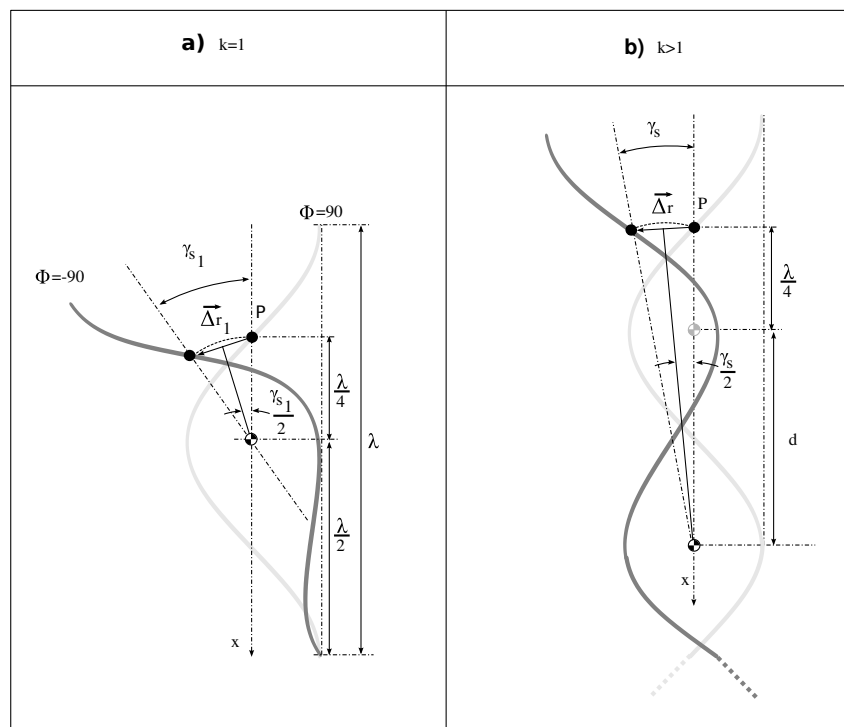 a) k=1
b) k>1
Φ=90
γs1
Φ=-90
P
Δr1
γs1/2
λ/4
λ
λ/2
x
γs
P
Δr
λ/4
γs/2
d
x